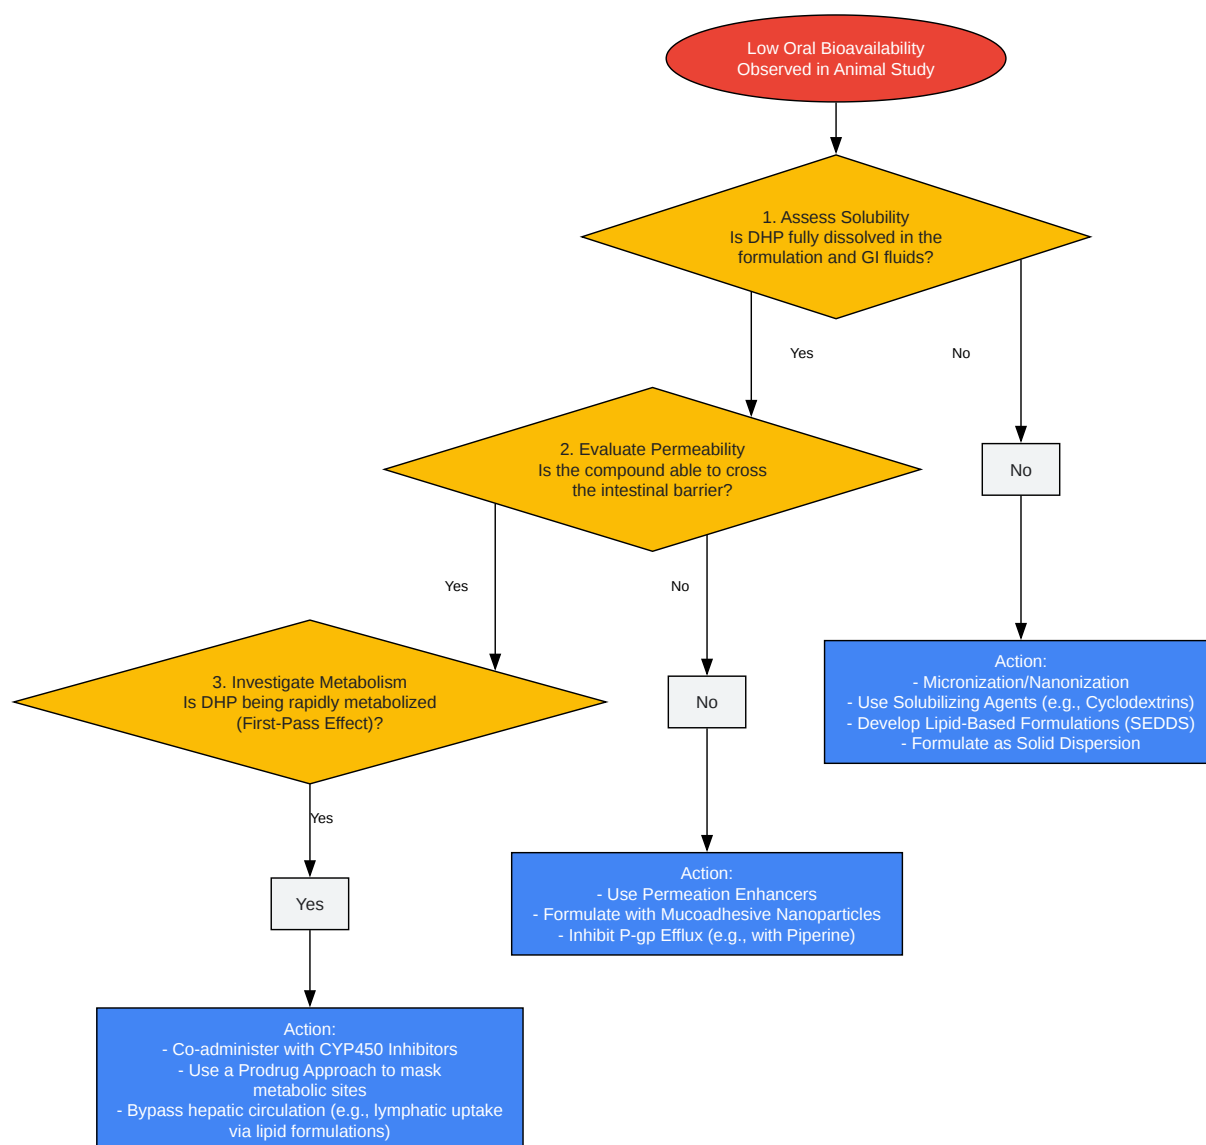 Low Oral Bioavailability
Observed in Animal Study
1. Assess Solubility
Is DHP fully dissolved in the
formulation and GI fluids?
Yes
No
2. Evaluate Permeability
Is the compound able to cross
the intestinal barrier?
No
Yes
No
3. Investigate Metabolism
Is DHP being rapidly metabolized
(First-Pass Effect)?
No
Action:
- Micronization/Nanonization
- Use Solubilizing Agents (e.g., Cyclodextrins)
- Develop Lipid-Based Formulations (SEDDS)
- Formulate as Solid Dispersion
Yes
Yes
Action:
- Use Permeation Enhancers
- Formulate with Mucoadhesive Nanoparticles
- Inhibit P-gp Efflux (e.g., with Piperine)
Action:
- Co-administer with CYP450 Inhibitors
- Use a Prodrug Approach to mask
metabolic sites
- Bypass hepatic circulation (e.g., lymphatic uptake
via lipid formulations)